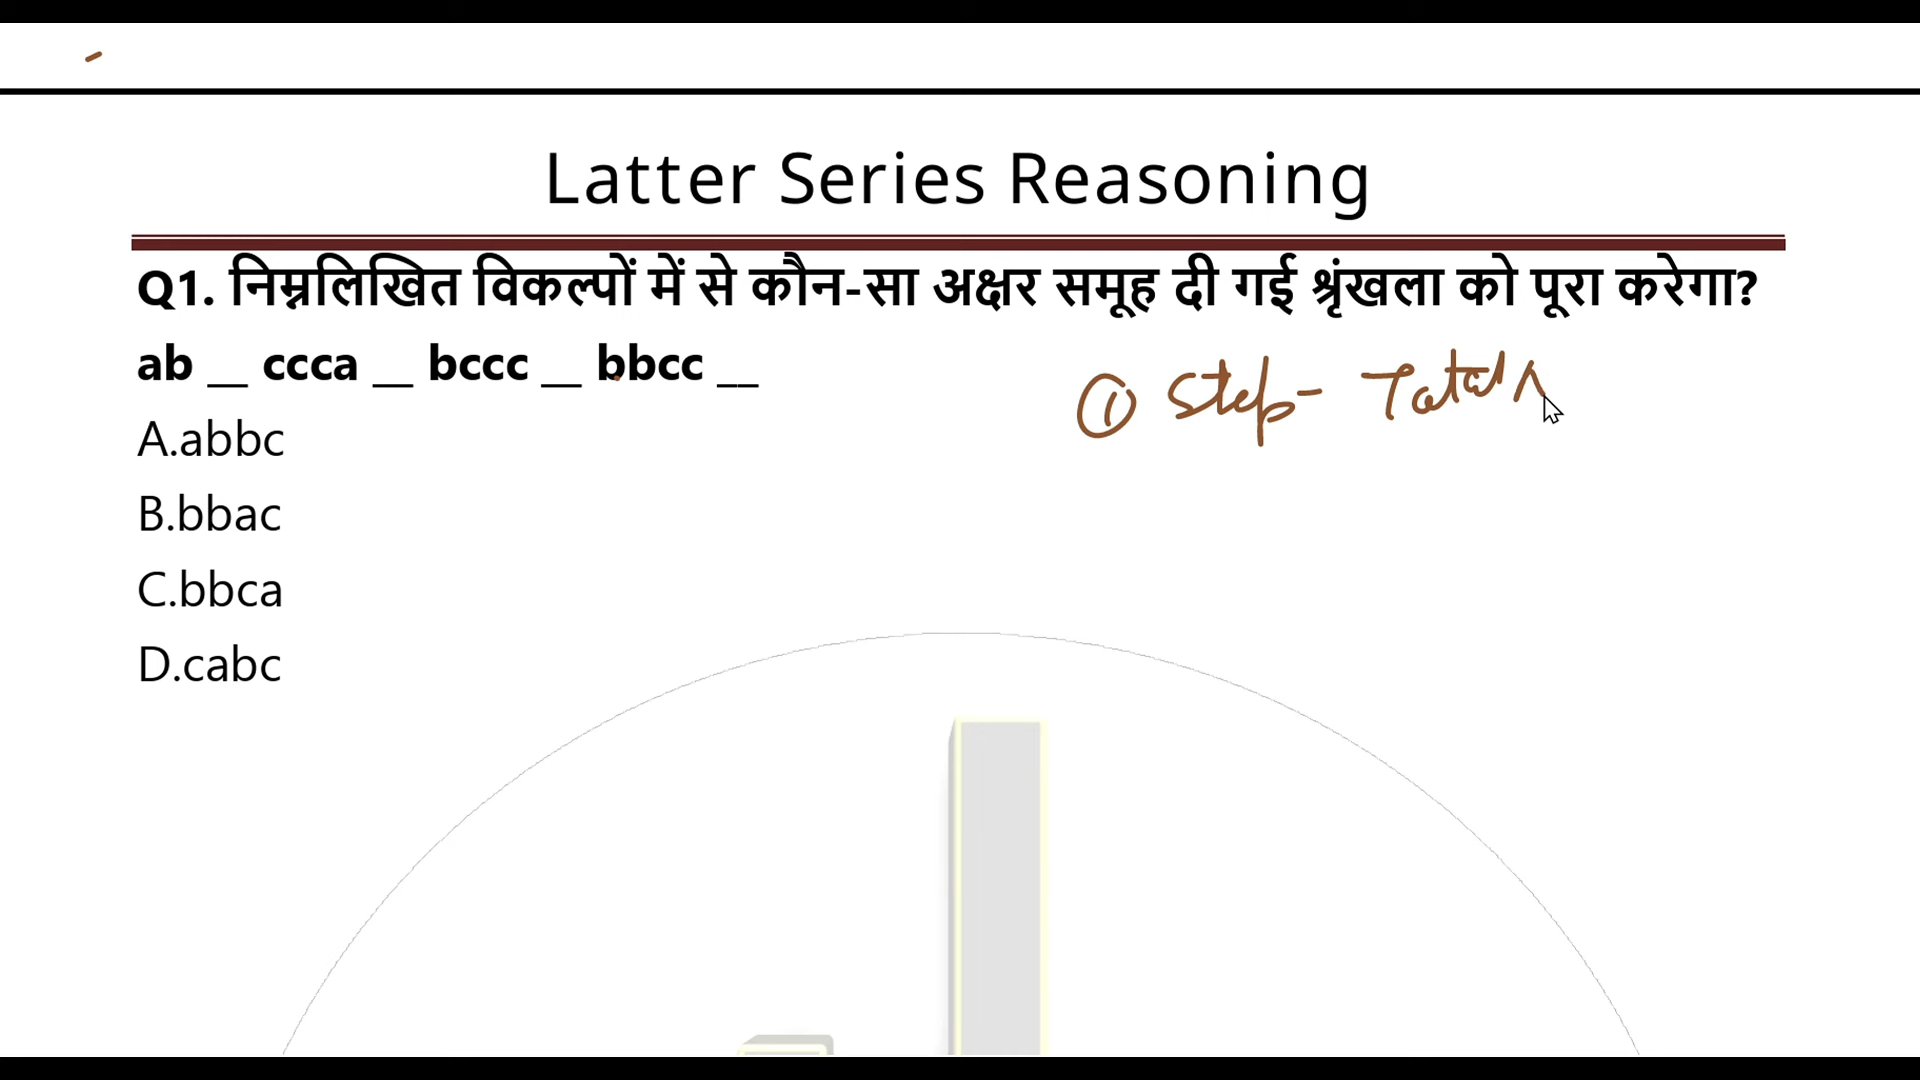 Latter Series Reasoning
Q1. निम्नलिखित विकल्पों में से कौन-सा अक्षर समूह दी गई श्रृंखला को पूरा करेगा?
ab __ ccca __ bccc __ bbcc __
① Step- Total
A.abbc
B.bbac
C.bbca
D.cabc